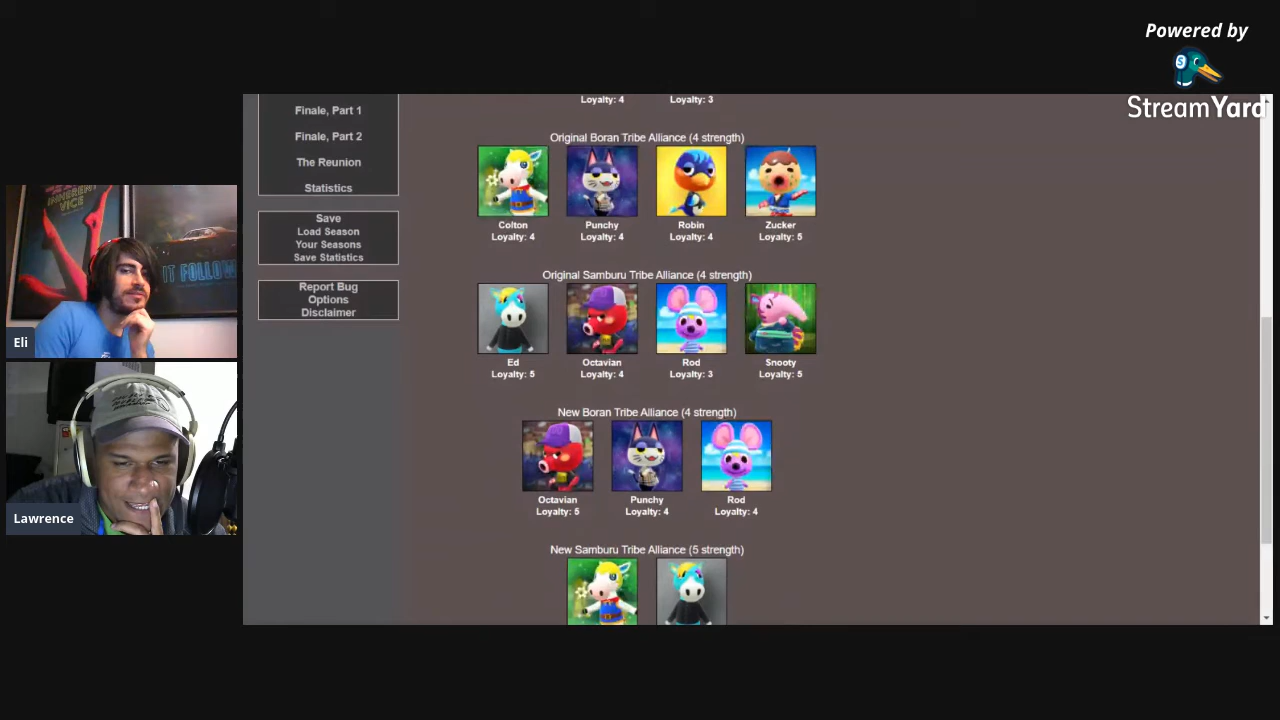 Powered by
StreamYard
Finale, Part 1
Finale, Part 2
The Reunion
Statistics
Save
Load Season
Your Seasons
Save Statistics
Report Bug
Options
Disclaimer
Loyalty: 4 Loyalty: 3
Original Boran Tribe Alliance (4 strength)
Colton Punchy Robin Zucker
Loyalty: 4 Loyalty: 4 Loyalty: 4 Loyalty: 5
Original Samburu Tribe Alliance (4 strength)
Ed Octavian Rod Snooty
Loyalty: 5 Loyalty: 4 Loyalty: 3 Loyalty: 5
New Boran Tribe Alliance (4 strength)
Octavian Punchy Rod
Loyalty: 5 Loyalty: 4 Loyalty: 4
New Samburu Tribe Alliance (5 strength)
INHERENT
VICE
IT FOLLOW
Eli
Lawrence